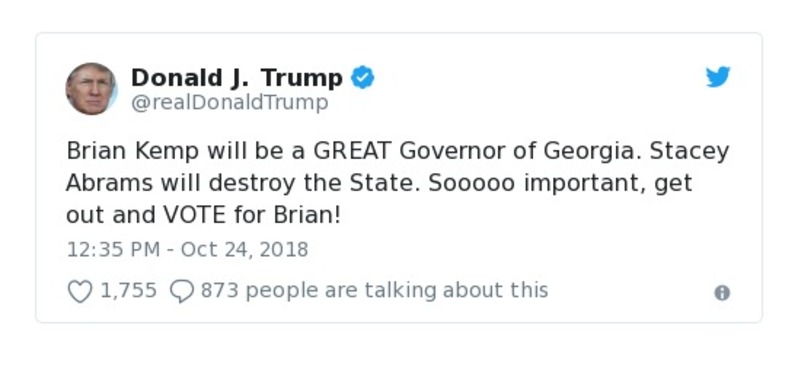 Donald J. Trump
@realDonaldTrump
Brian Kemp will be a GREAT Governor of Georgia. Stacey
Abrams will destroy the State. Sooooo important, get
out and VOTE for Brian!
12:35 PM - Oct 24, 2018
1,755 873 people are talking about this